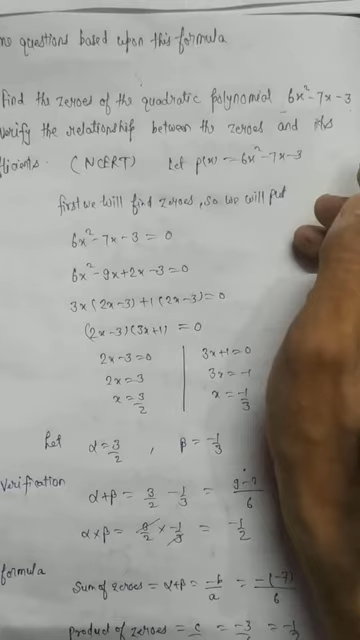 me questions based upon this formula
Find the zeroes of the quadratic polynomial 6x²-7x-3
verify the relationship between the zeroes and its
fficients. (NCERT) Let p(x) = 6x²-7x-3
first we will find zeroes, so we will put
6x²-7x-3=0
6x²-9x+2x-3=0
3x(2x-3)+1(2x-3)=0
(2x-3)(3x+1)=0
2x-3=0 | 3x+1=0
2x=3 | 3x=-1
x=3/2 | x=-1/3
Let α=3/2 , β=-1/3
Verification
α+β = 3/2 - 1/3 = 9-2/6
α×β = 3/2 × -1/3 = -1/2
formula
Sum of zeroes = α+β = -b/a = -(-7)/6
product of zeroes = c = -3 = -1